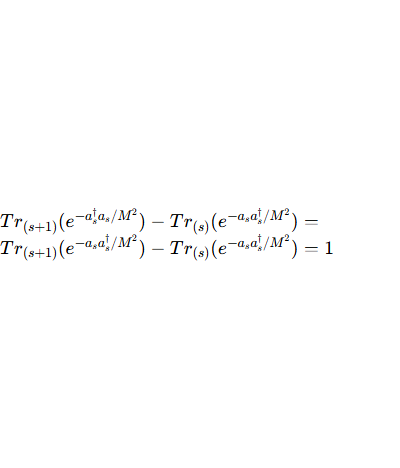 $Tr_{(s+1)}(e^{-a_s^\dagger a_s/M^2}) - Tr_{(s)}(e^{-a_s a_s^\dagger/M^2}) =$
$Tr_{(s+1)}(e^{-a_s a_s^\dagger/M^2}) - Tr_{(s)}(e^{-a_s a_s^\dagger/M^2}) = 1$